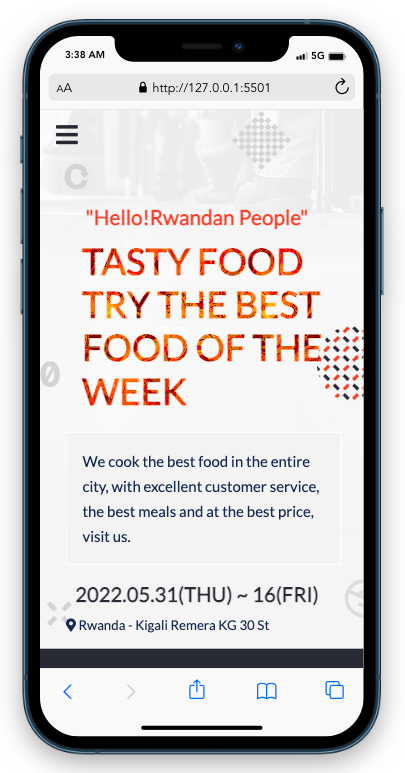 3:38 AM
5G
AA
http://127.0.0.1:5501
"Hello!Rwandan People"
TASTY FOOD
TRY THE BEST
FOOD OF THE
WEEK
We cook the best food in the entire
city, with excellent customer service,
the best meals and at the best price,
visit us.
2022.05.31(THU) ~ 16(FRI)
Rwanda - Kigali Remera KG 30 St